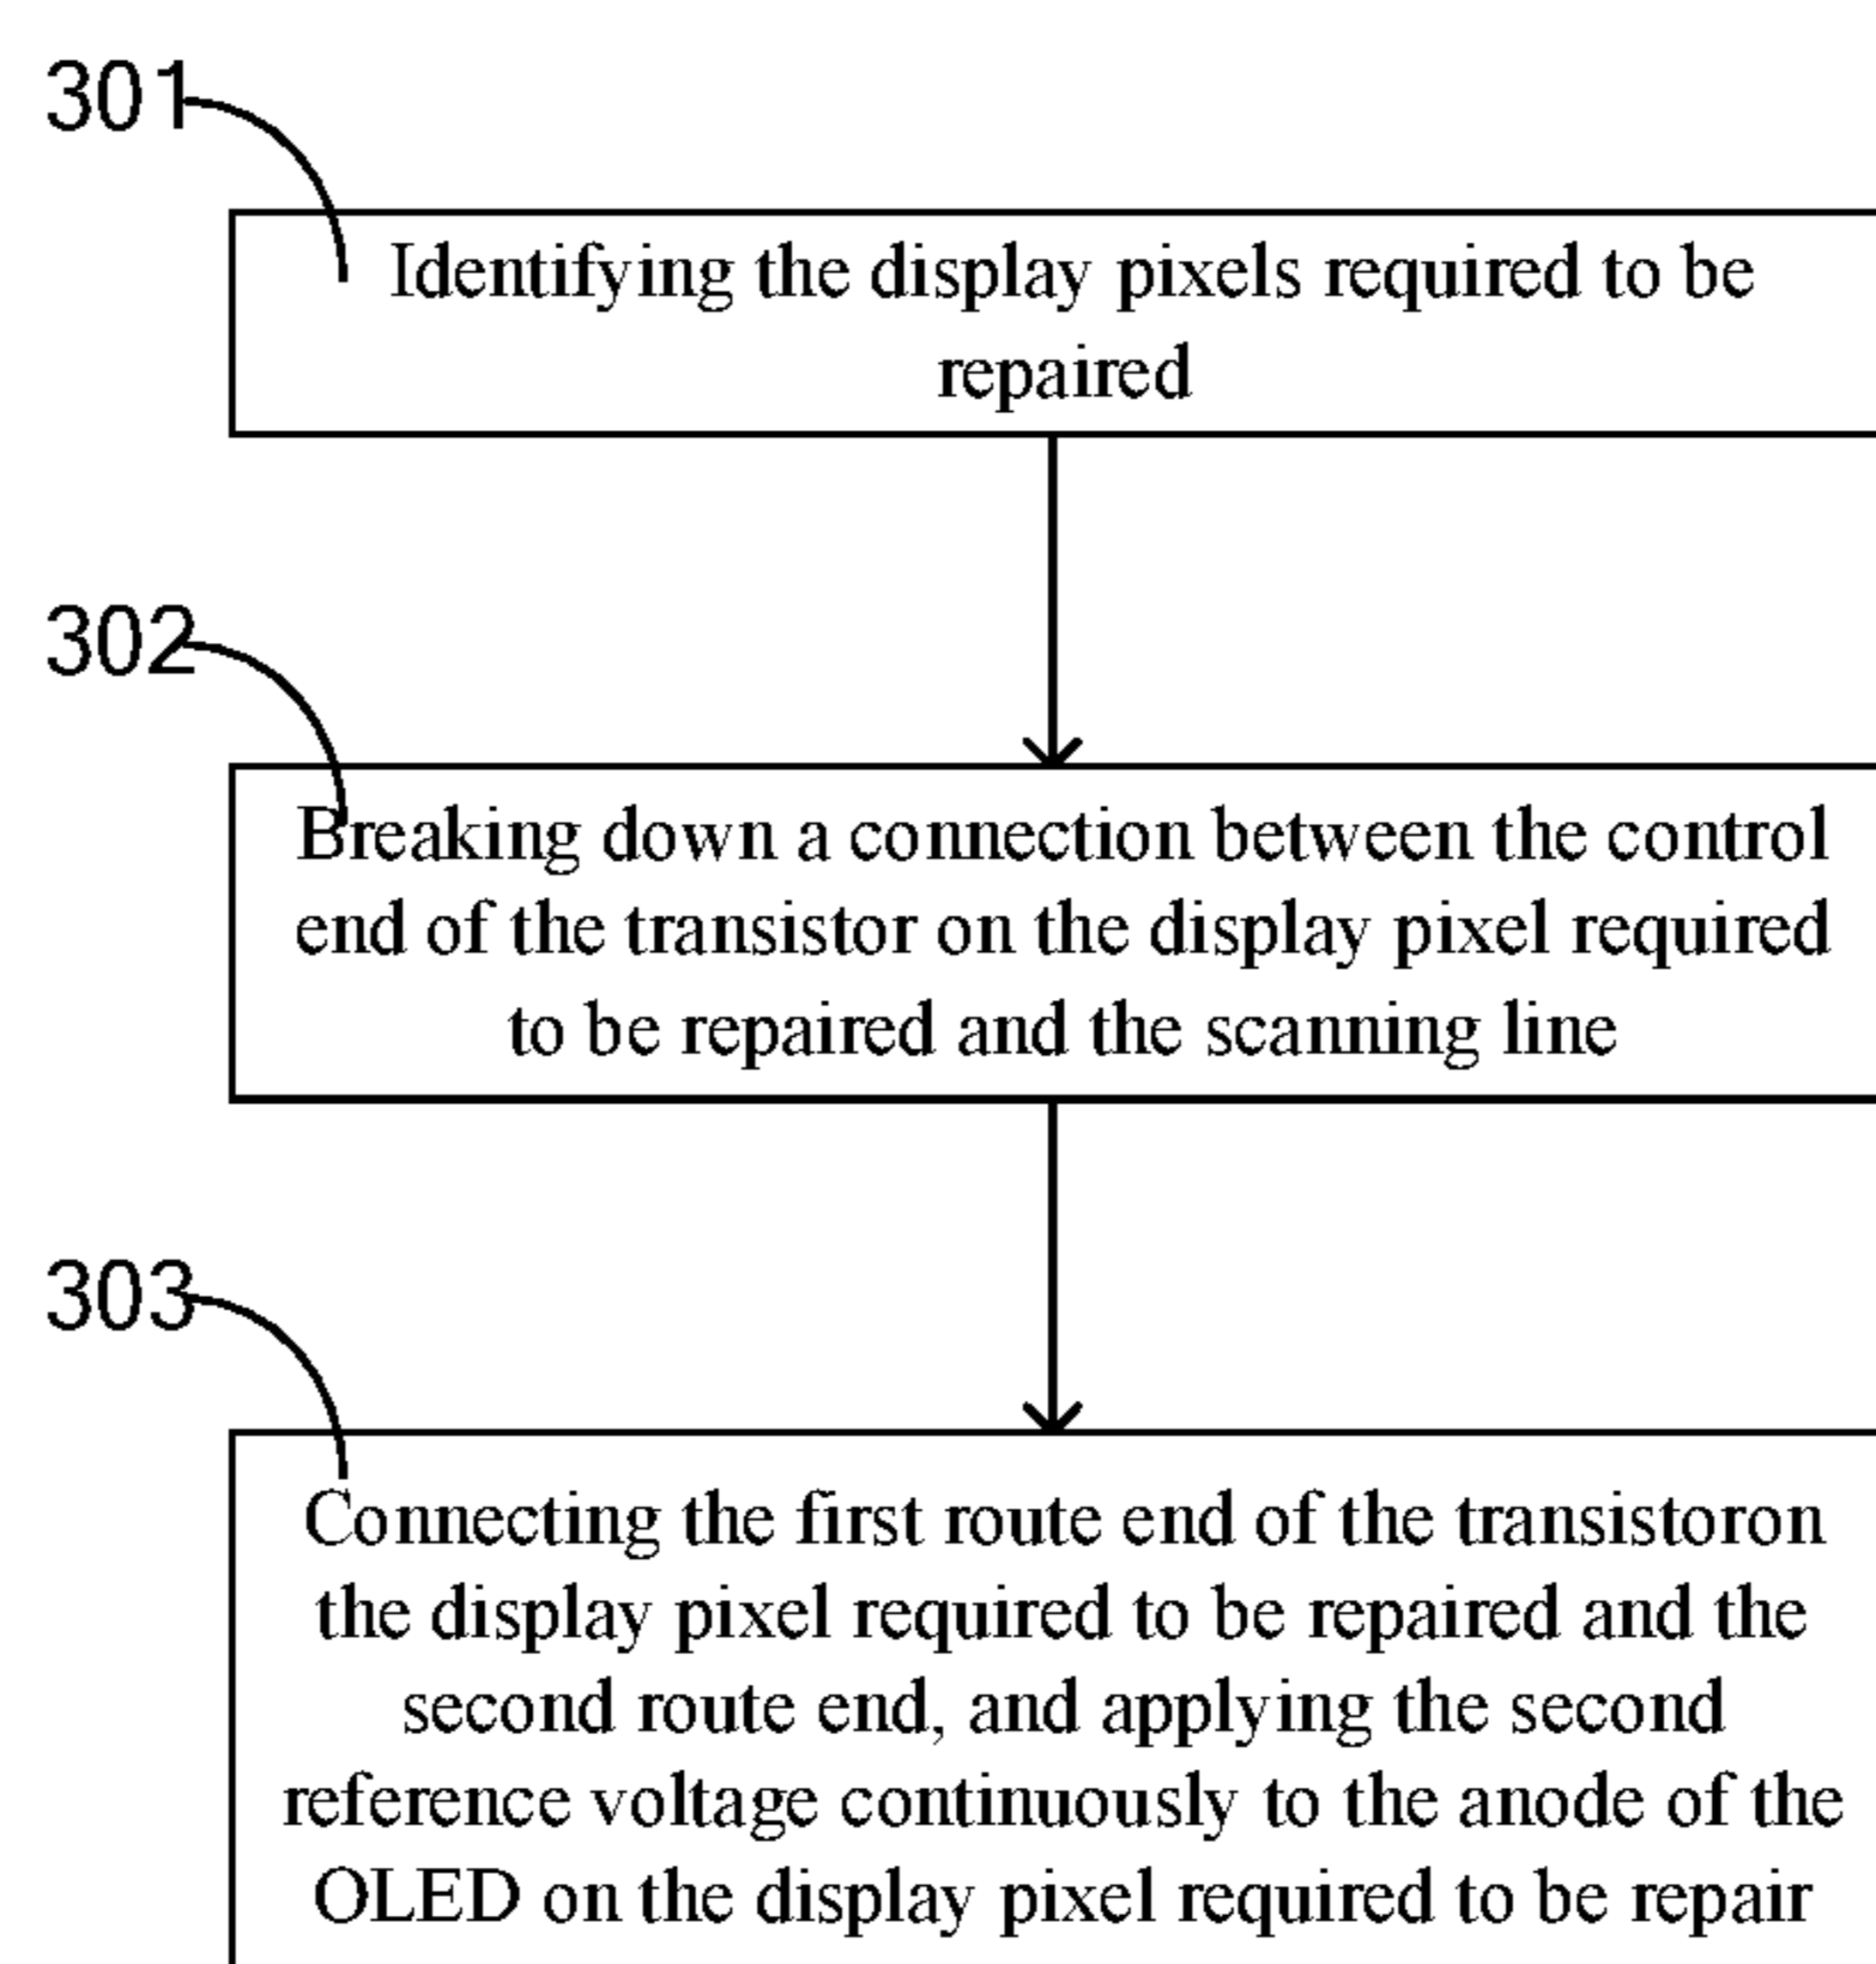 301
Identifying the display pixels required to be
repaired
302
Breaking down a connection between the control
end of the transistor on the display pixel required
to be repaired and the scanning line
303
Connecting the first route end of the transistoron
the display pixel required to be repaired and the
second route end, and applying the second
reference voltage continuously to the anode of the
OLED on the display pixel required to be repair